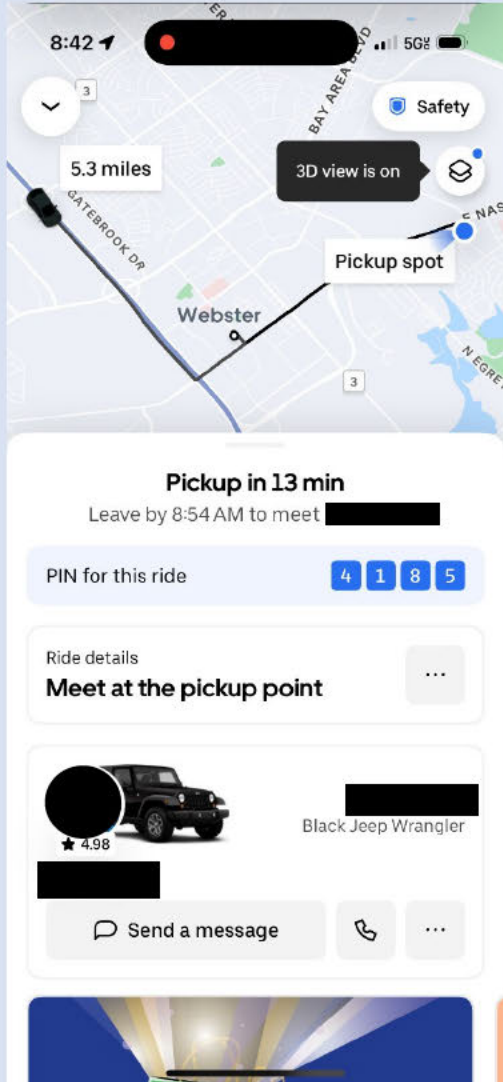 8:42
5G
3
Safety
BAY AREA BLVD
5.3 miles
3D view is on
GATEBROOK DR
E NAS
Pickup spot
Webster
3
N EGRE
Pickup in 13 min
Leave by 8:54 AM to meet
PIN for this ride 4 1 8 5
Ride details
Meet at the pickup point
...
Black Jeep Wrangler
★ 4.98
Send a message
...